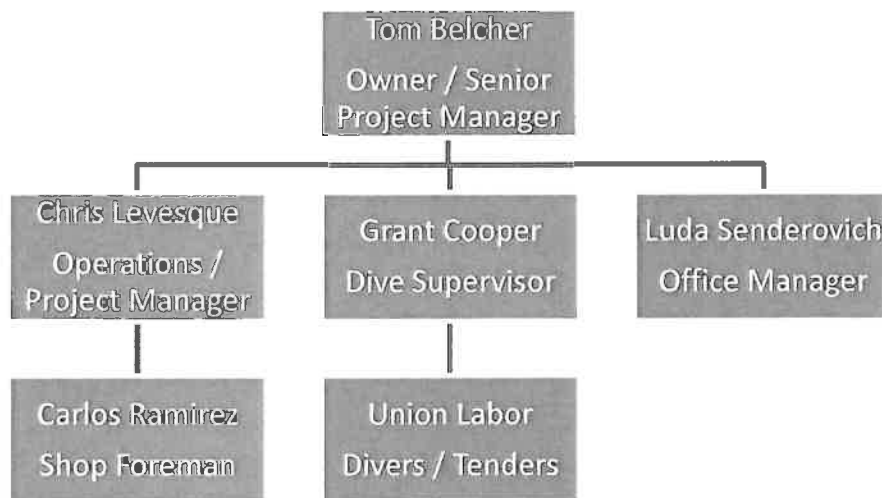 Tom Belcher
Owner / Senior
Project Manager
Chris Levesque
Operations /
Project Manager
Grant Cooper
Dive Supervisor
Luda Senderovich
Office Manager
Carlos Ramirez
Shop Foreman
Union Labor
Divers / Tenders